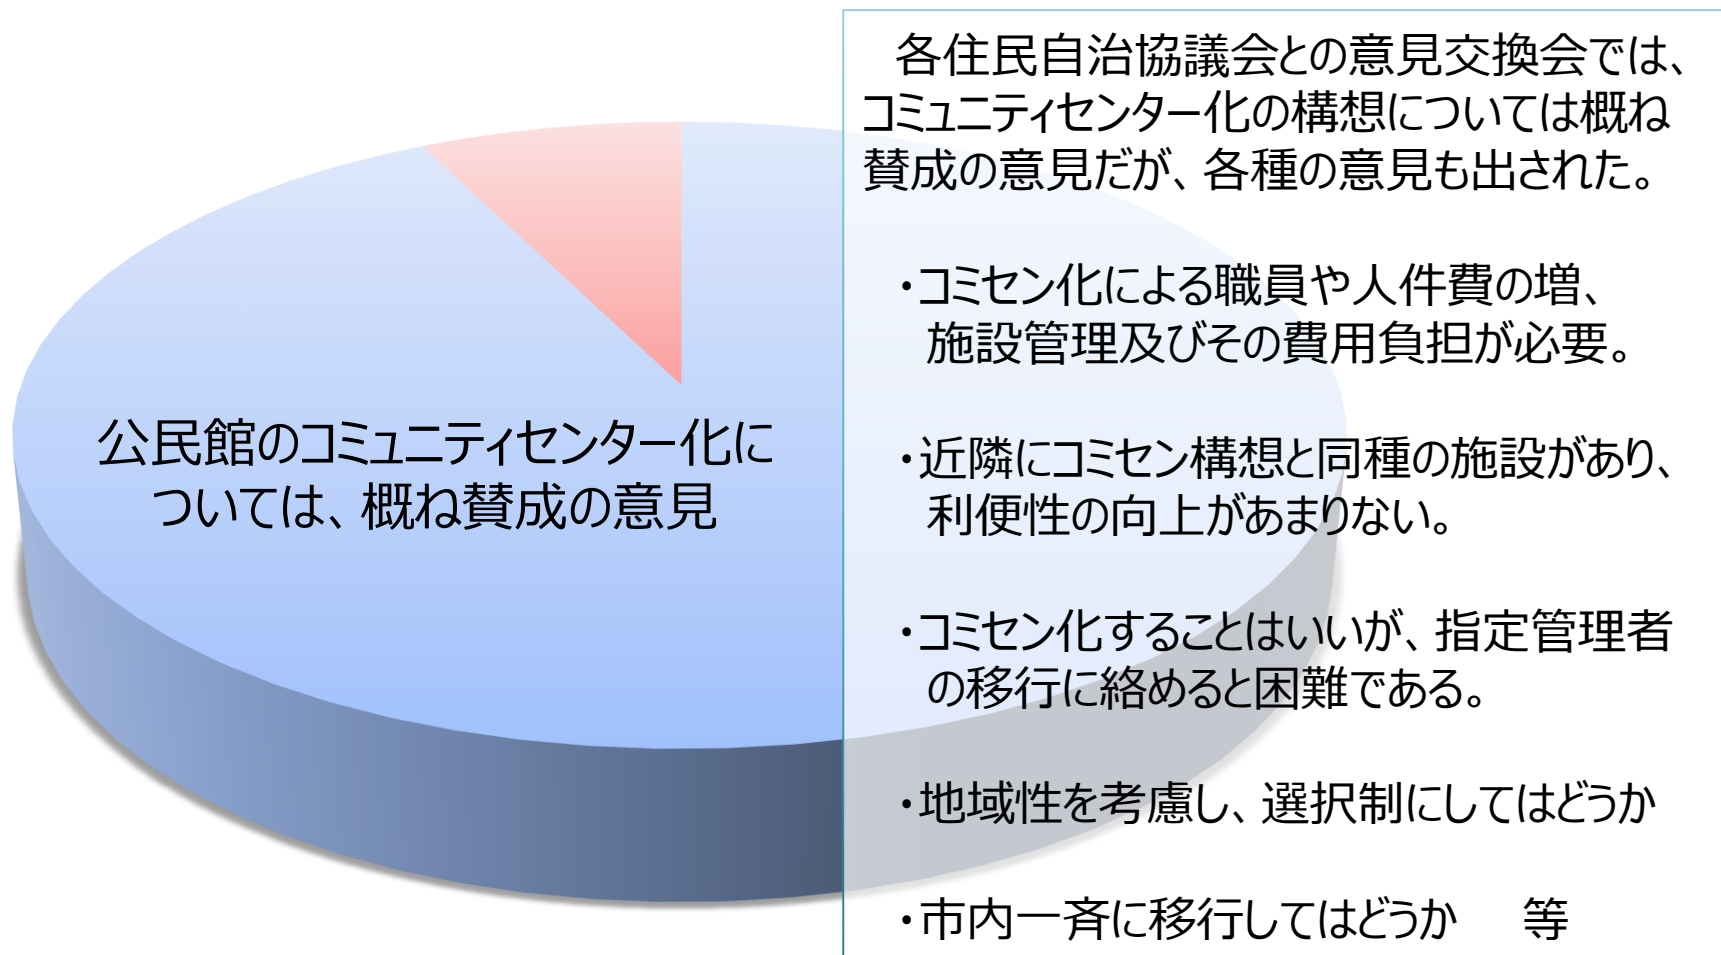 公民館のコミュニティセンター化に
ついては、概ね賛成の意見
各住民自治協議会との意見交換会では、
コミュニティセンター化の構想については概ね
賛成の意見だが、各種の意見も出された。
・コミセン化による職員や人件費の増、
施設管理及びその費用負担が必要。
・近隣にコミセン構想と同種の施設があり、
利便性の向上があまりない。
・コミセン化することはいいが、指定管理者
の移行に絡めると困難である。
・地域性を考慮し、選択制にしてはどうか
・市内一斉に移行してはどうか　等